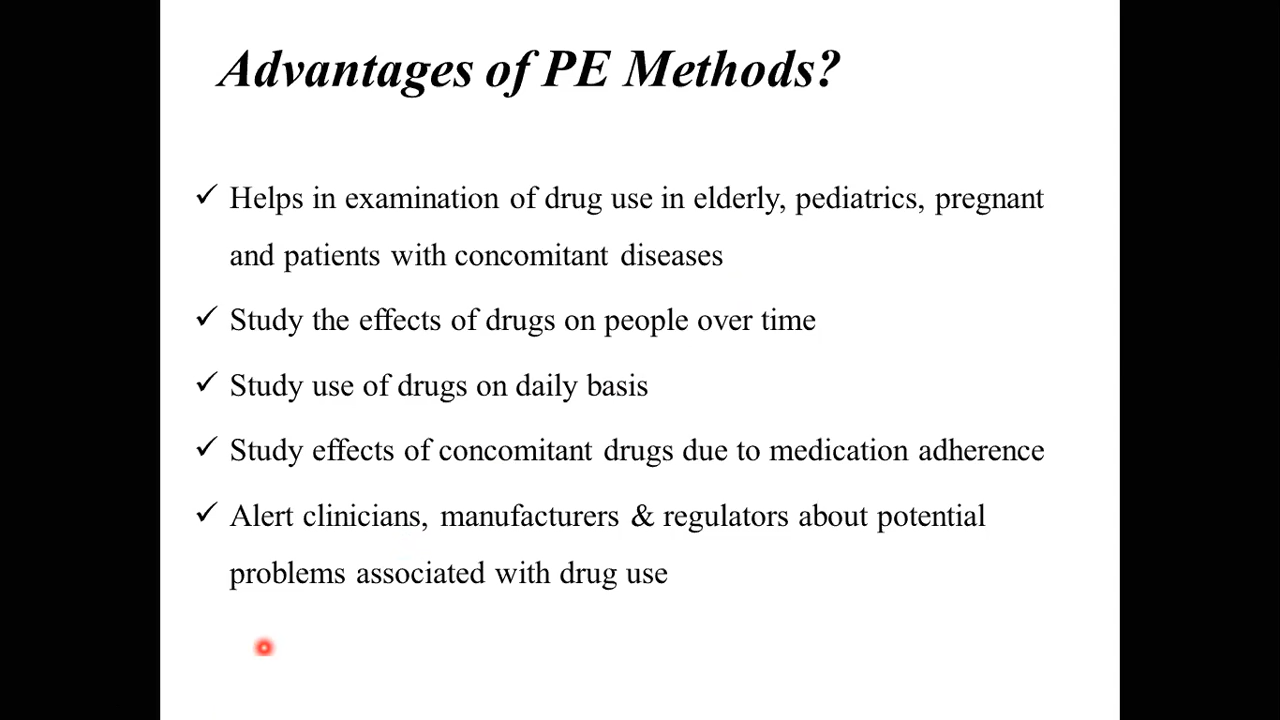 Advantages of PE Methods?
✓ Helps in examination of drug use in elderly, pediatrics, pregnant
and patients with concomitant diseases
✓ Study the effects of drugs on people over time
✓ Study use of drugs on daily basis
✓ Study effects of concomitant drugs due to medication adherence
✓ Alert clinicians, manufacturers & regulators about potential
problems associated with drug use